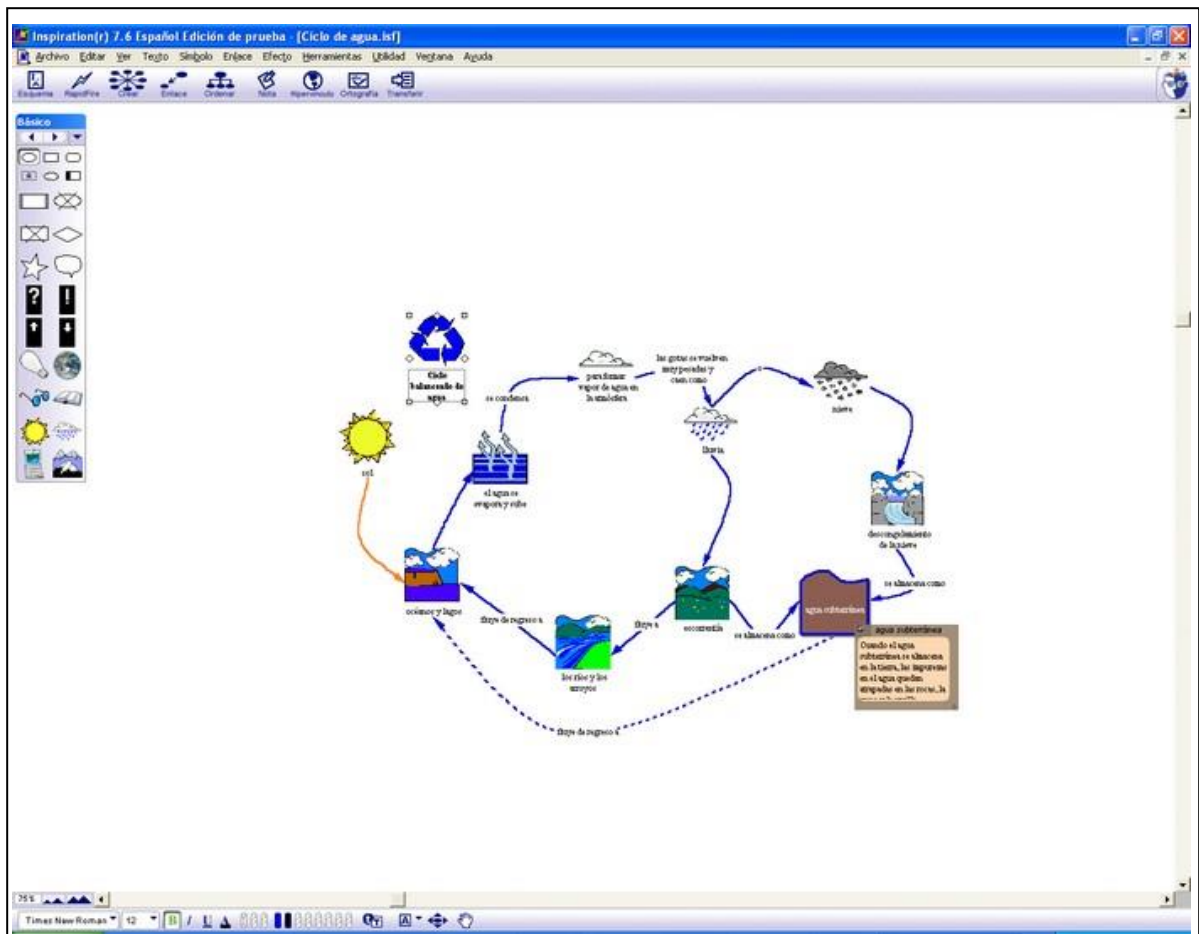 Inspiration(r) 7.6 Español Edición de prueba - [Ciclo de agua.isf]
Archivo Editar Ver Texto Símbolo Enlace Efecto Herramientas Utilidad Ventana Ayuda
Esquema RapidFire Crear Enlace Ordenar Nota Hipervínculo Ortografía Transferir
Básico
Ciclo
balanceado de
agua
sol
el agua se
evapora y sube
se condensa
para formar
vapor de agua en
la atmósfera
las gotas se vuelven
muy pesadas y
caen como
o
nieve
lluvia
descongelamiento
de la nieve
se almacena como
agua subterránea
se almacena como
escorrentía
fluye a
los ríos y los
arroyos
fluye de regreso a
océanos y lagos
fluye de regreso a
agua subterránea
Cuando el agua
subterránea se almacena
en la tierra, las impurezas
en el agua quedan
atrapadas en las rocas, la
75%
Times New Roman 12 B I U A